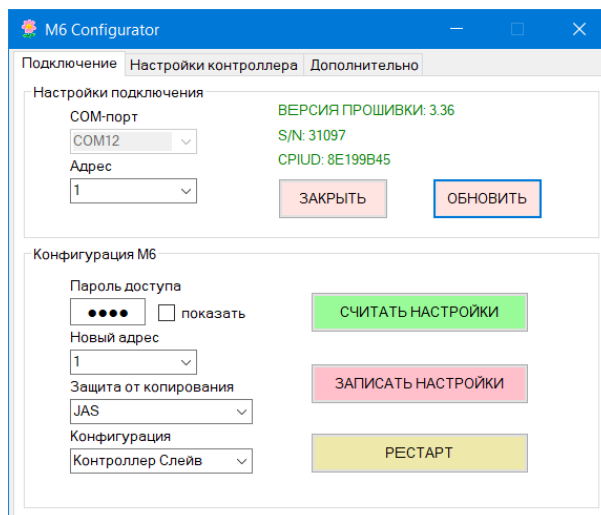 M6 Configurator
Подключение Настройки контроллера Дополнительно
Настройки подключения
COM-порт
COM12
Адрес
1
ВЕРСИЯ ПРОШИВКИ: 3.36
S/N: 31097
CPIUD: 8E199B45
ЗАКРЫТЬ ОБНОВИТЬ
Конфигурация М6
Пароль доступа
●●●● показать
Новый адрес
1
Защита от копирования
JAS
Конфигурация
Контроллер Слейв
СЧИТАТЬ НАСТРОЙКИ
ЗАПИСАТЬ НАСТРОЙКИ
РЕСТАРТ